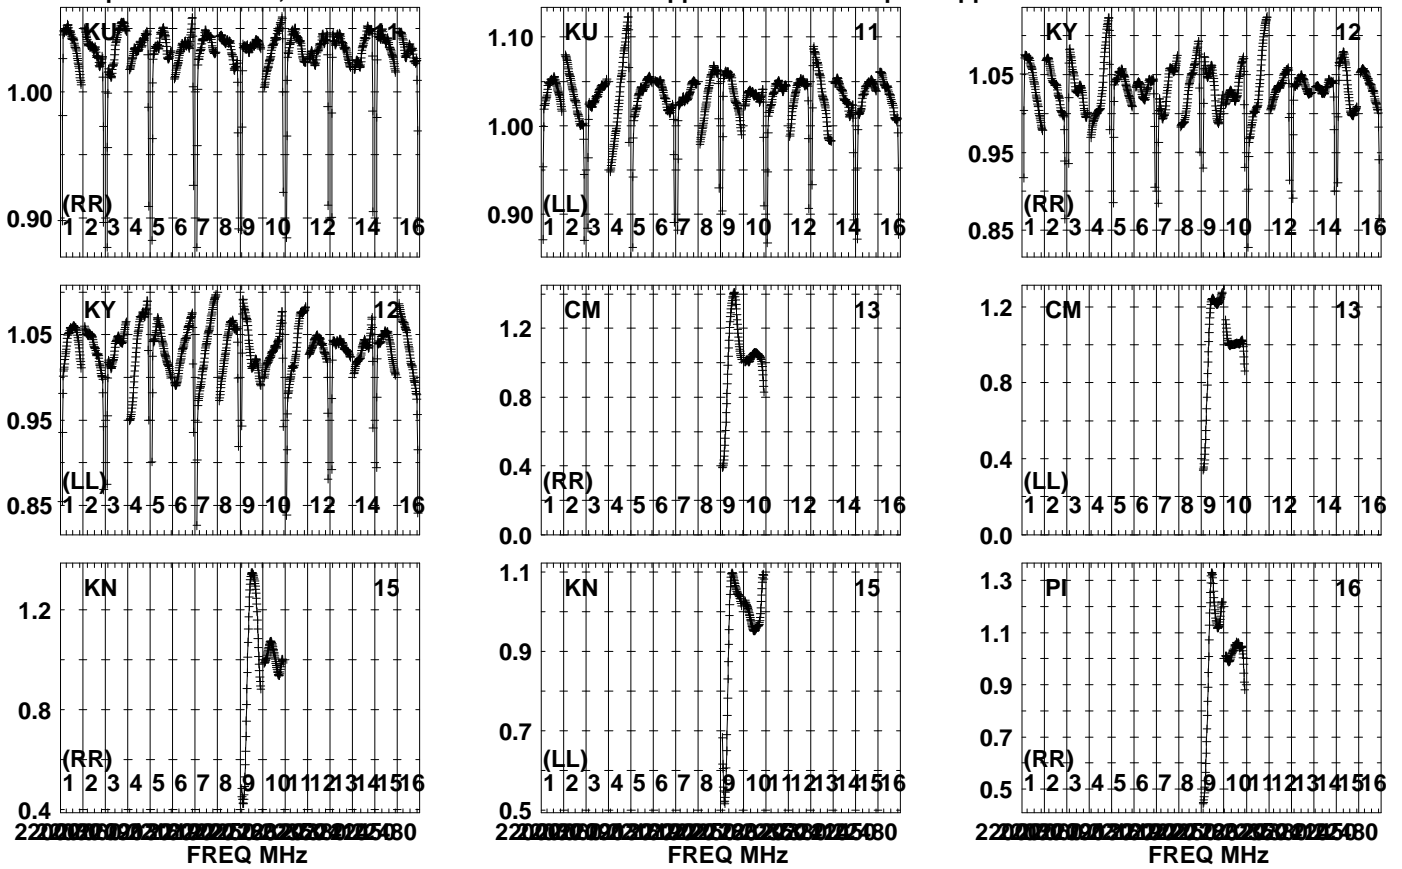 KU 11 KU 11 KY 12
1.10 1.05
1.00 1.00 0.95
0.90 0.90 0.85
(RR) (LL) (RR)
1 2 3 4 5 6 7 8 9 10 12 14 16 1 2 3 4 5 6 7 8 9 10 12 14 16 1 2 3 4 5 6 7 8 9 10 12 14 16
KY 12 CM 13 CM 13
1.05 1.2 1.2
0.95 0.8 0.8
0.85 0.4 0.4
0.0 0.0
(LL) (RR) (LL)
1 2 3 4 5 6 7 8 9 10 12 14 16 1 2 3 4 5 6 7 8 9 10 12 14 16 1 2 3 4 5 6 7 8 9 10 12 14 16
KN 15 KN 15 PI 16
1.2 1.1 1.3
0.8 0.9 1.1
0.4 0.7 0.9
0.5 0.7
0.5
(RR) (LL) (RR)
1 2 3 4 5 6 7 8 9 10 11 12 13 14 15 16 1 2 3 4 5 6 7 8 9 10 12 13 14 15 16 1 2 3 4 5 6 7 8 9 10 11 12 13 14 15 16
FREQ MHz FREQ MHz